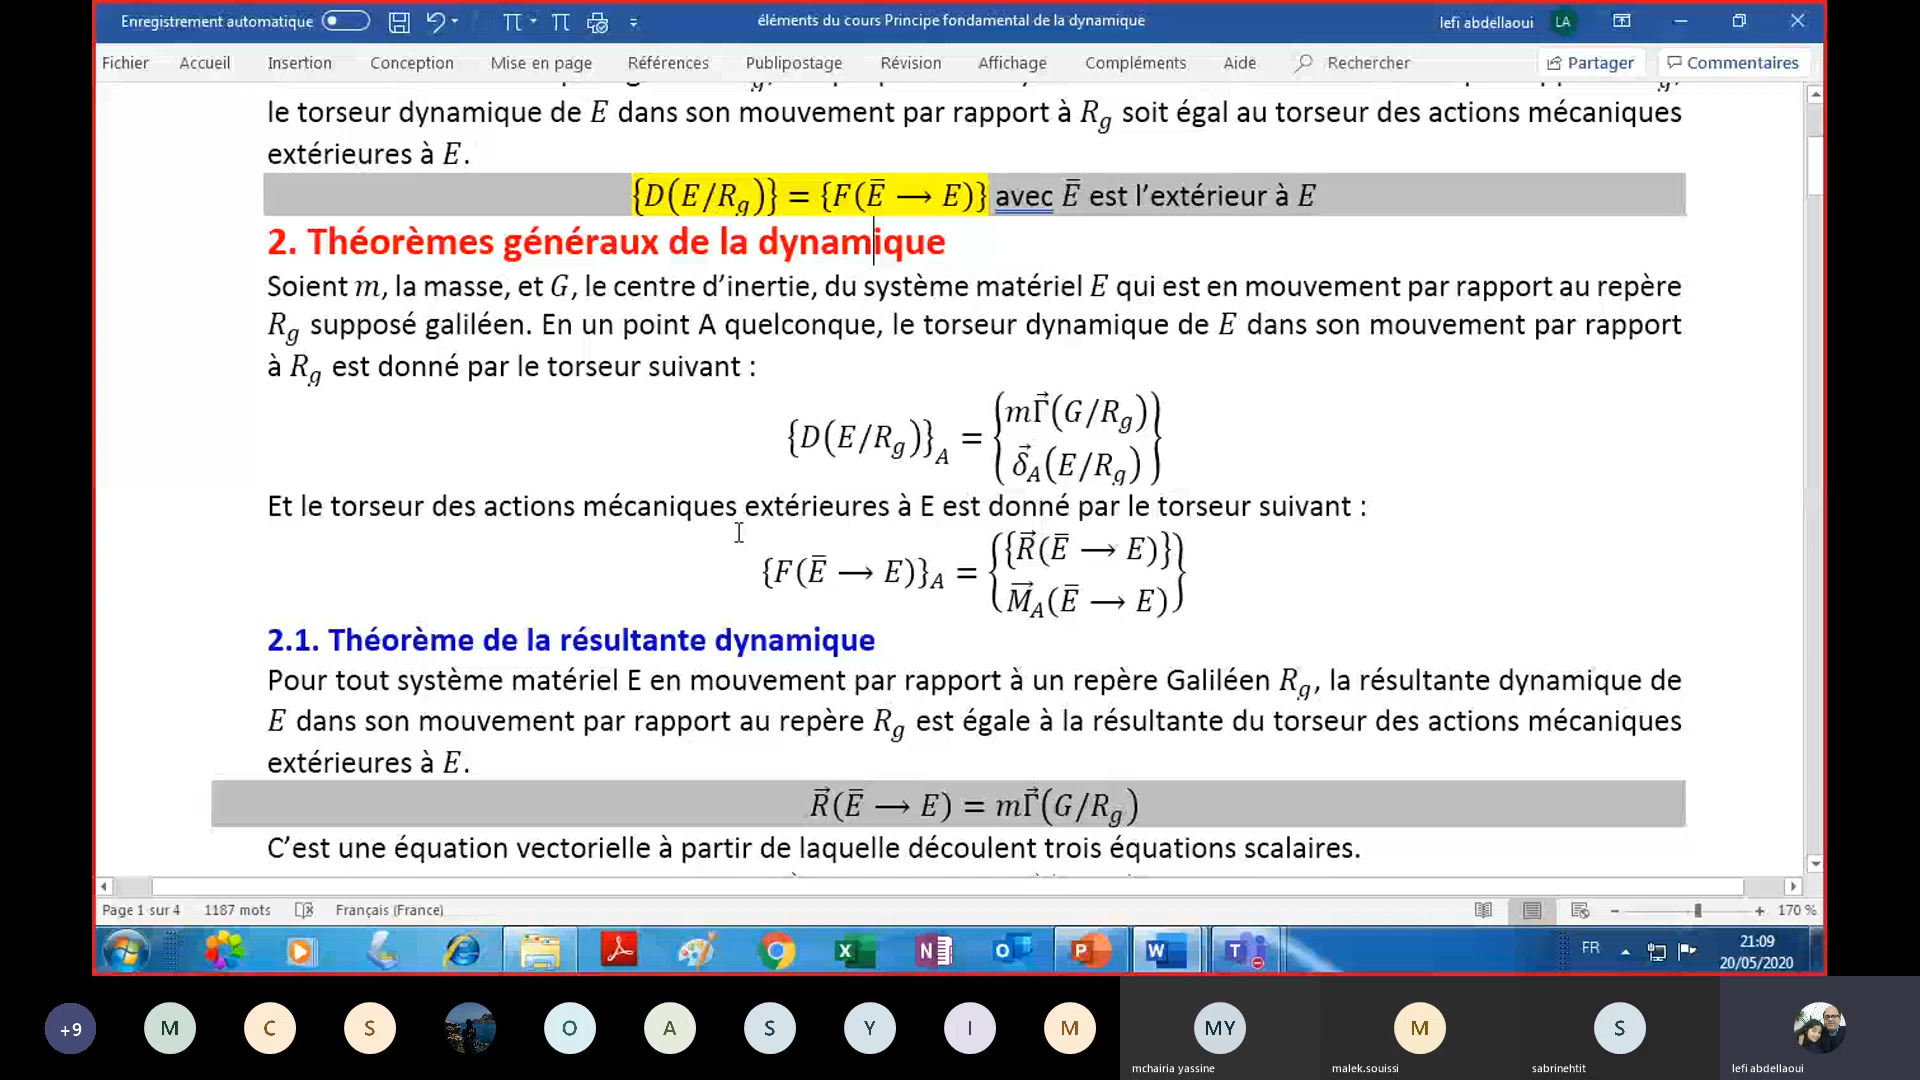 Enregistrement automatique
éléments du cours Principe fondamental de la dynamique
lefi abdellaoui LA
Fichier Accueil Insertion Conception Mise en page Références Publipostage Révision Affichage Compléments Aide Rechercher Partager Commentaires
le torseur dynamique de E dans son mouvement par rapport à R_g soit égal au torseur des actions mécaniques
extérieures à E.
{D(E/R_g)} = {F(Ē ⟶ E)} avec Ē est l’extérieur à E
2. Théorèmes généraux de la dynamique
Soient m, la masse, et G, le centre d’inertie, du système matériel E qui est en mouvement par rapport au repère
R_g supposé galiléen. En un point A quelconque, le torseur dynamique de E dans son mouvement par rapport
à R_g est donné par le torseur suivant :
{D(E/R_g)}_A = {mΓ⃗(G/R_g)
δ⃗_A(E/R_g)}
Et le torseur des actions mécaniques extérieures à E est donné par le torseur suivant :
{F(Ē ⟶ E)}_A = {{R⃗(Ē ⟶ E)}
M⃗_A(Ē ⟶ E)}
2.1. Théorème de la résultante dynamique
Pour tout système matériel E en mouvement par rapport à un repère Galiléen R_g, la résultante dynamique de
E dans son mouvement par rapport au repère R_g est égale à la résultante du torseur des actions mécaniques
extérieures à E.
R⃗(Ē ⟶ E) = mΓ⃗(G/R_g)
C’est une équation vectorielle à partir de laquelle découlent trois équations scalaires.
Page 1 sur 4 1187 mots Français (France) 170 %
FR
21:09
20/05/2020
+9 M C S O A S Y I M MY M S
mchairia yassine malek.souissi sabrinehtit lefi abdellaoui